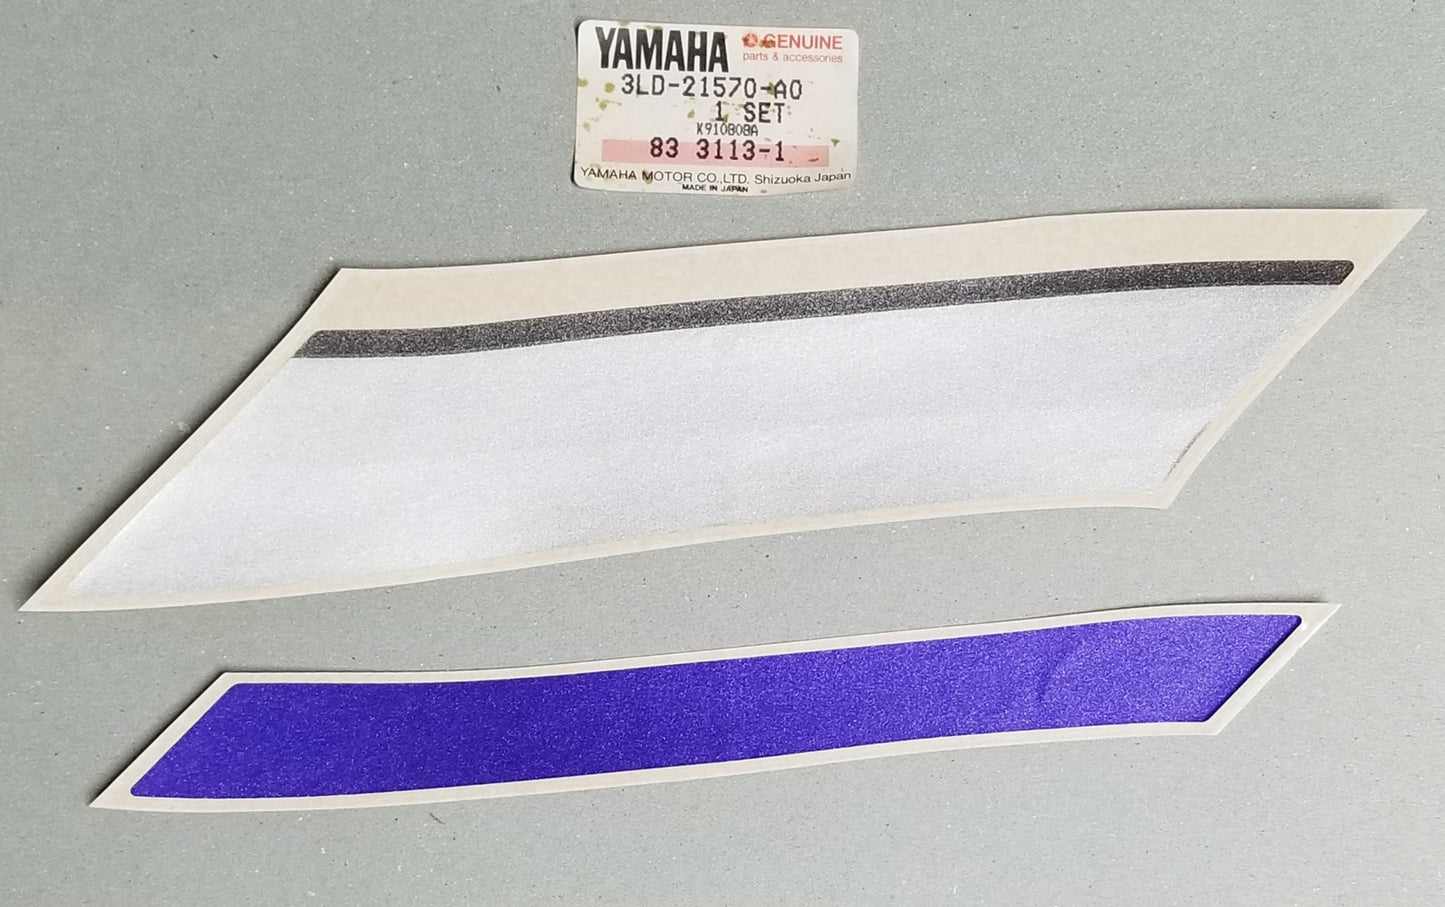 YAMAHA GENUINE
parts & accessories
3LD-21570-A0
1 SET
K910808A
83 3113-1
YAMAHA MOTOR CO.,LTD. Shizuoka Japan
MADE IN JAPAN